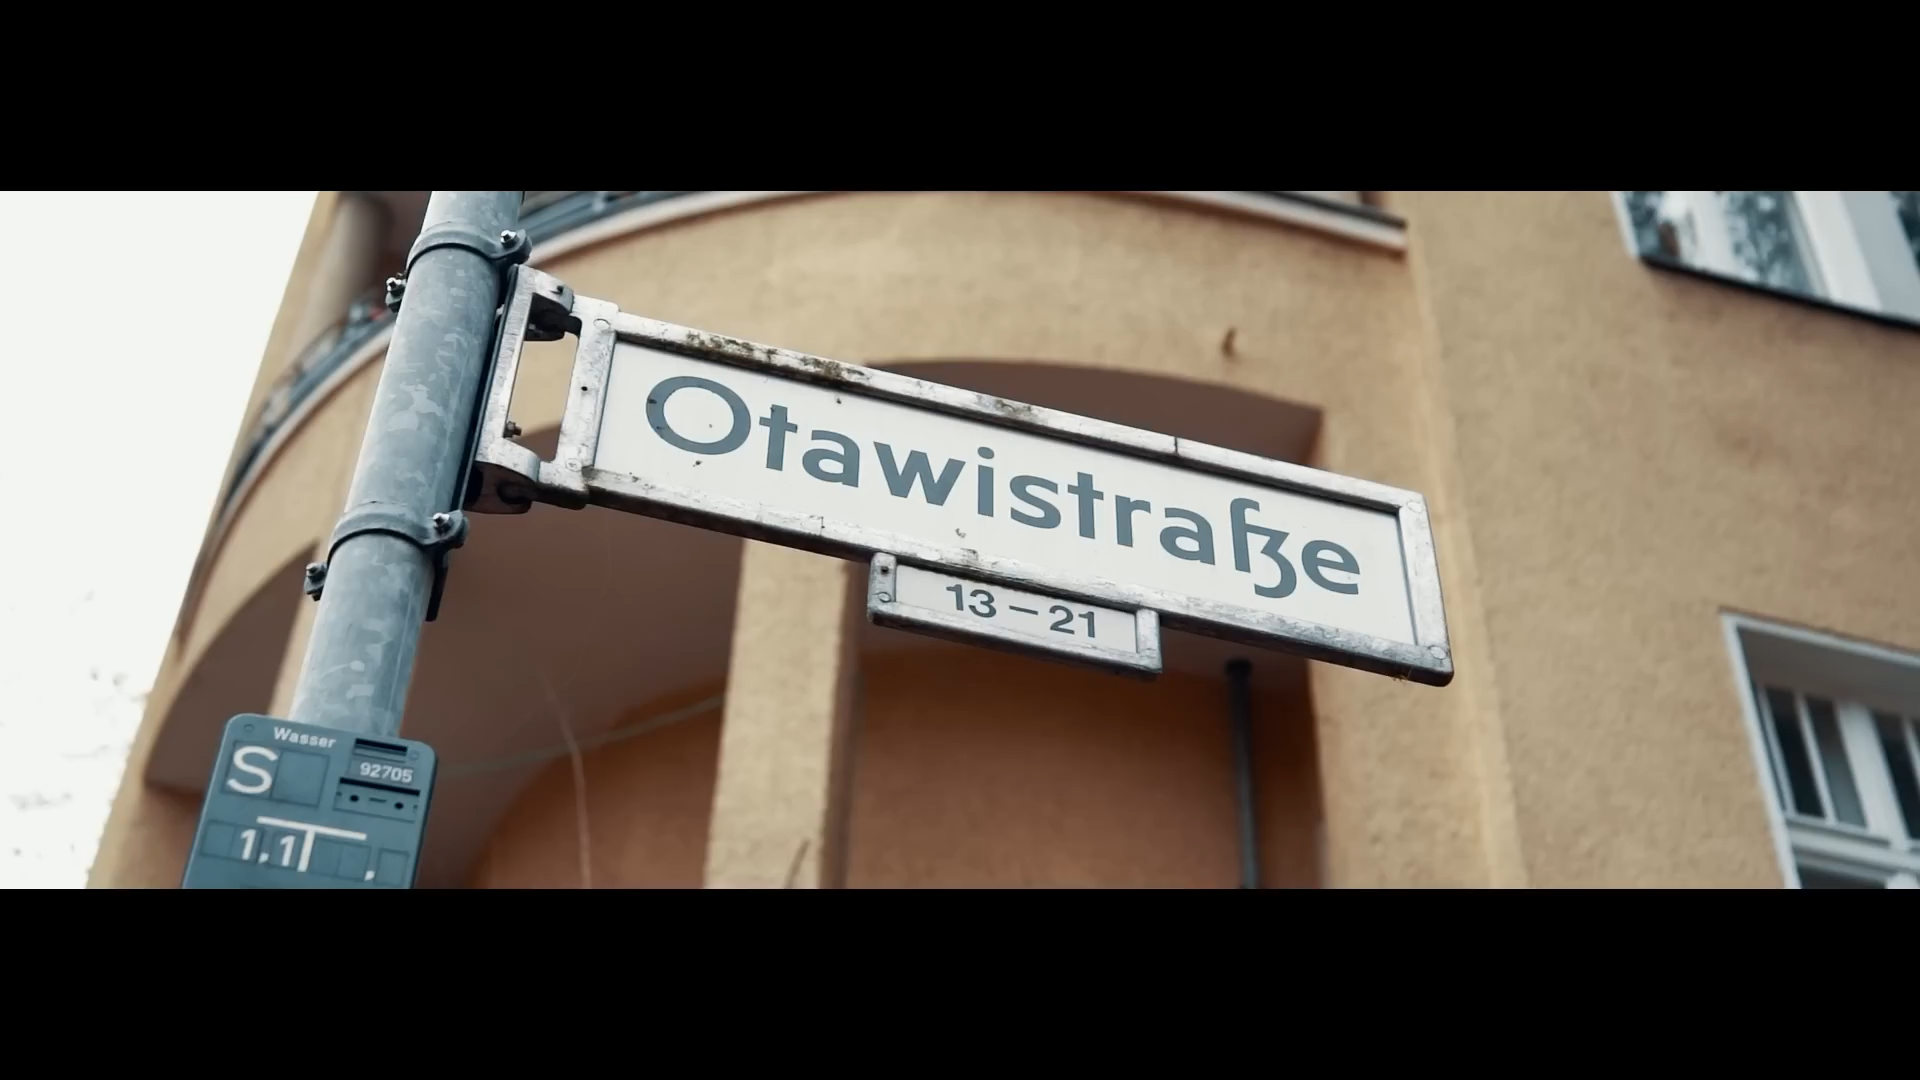 Otawistraße
13 – 21
Wasser
S
92705
1,1